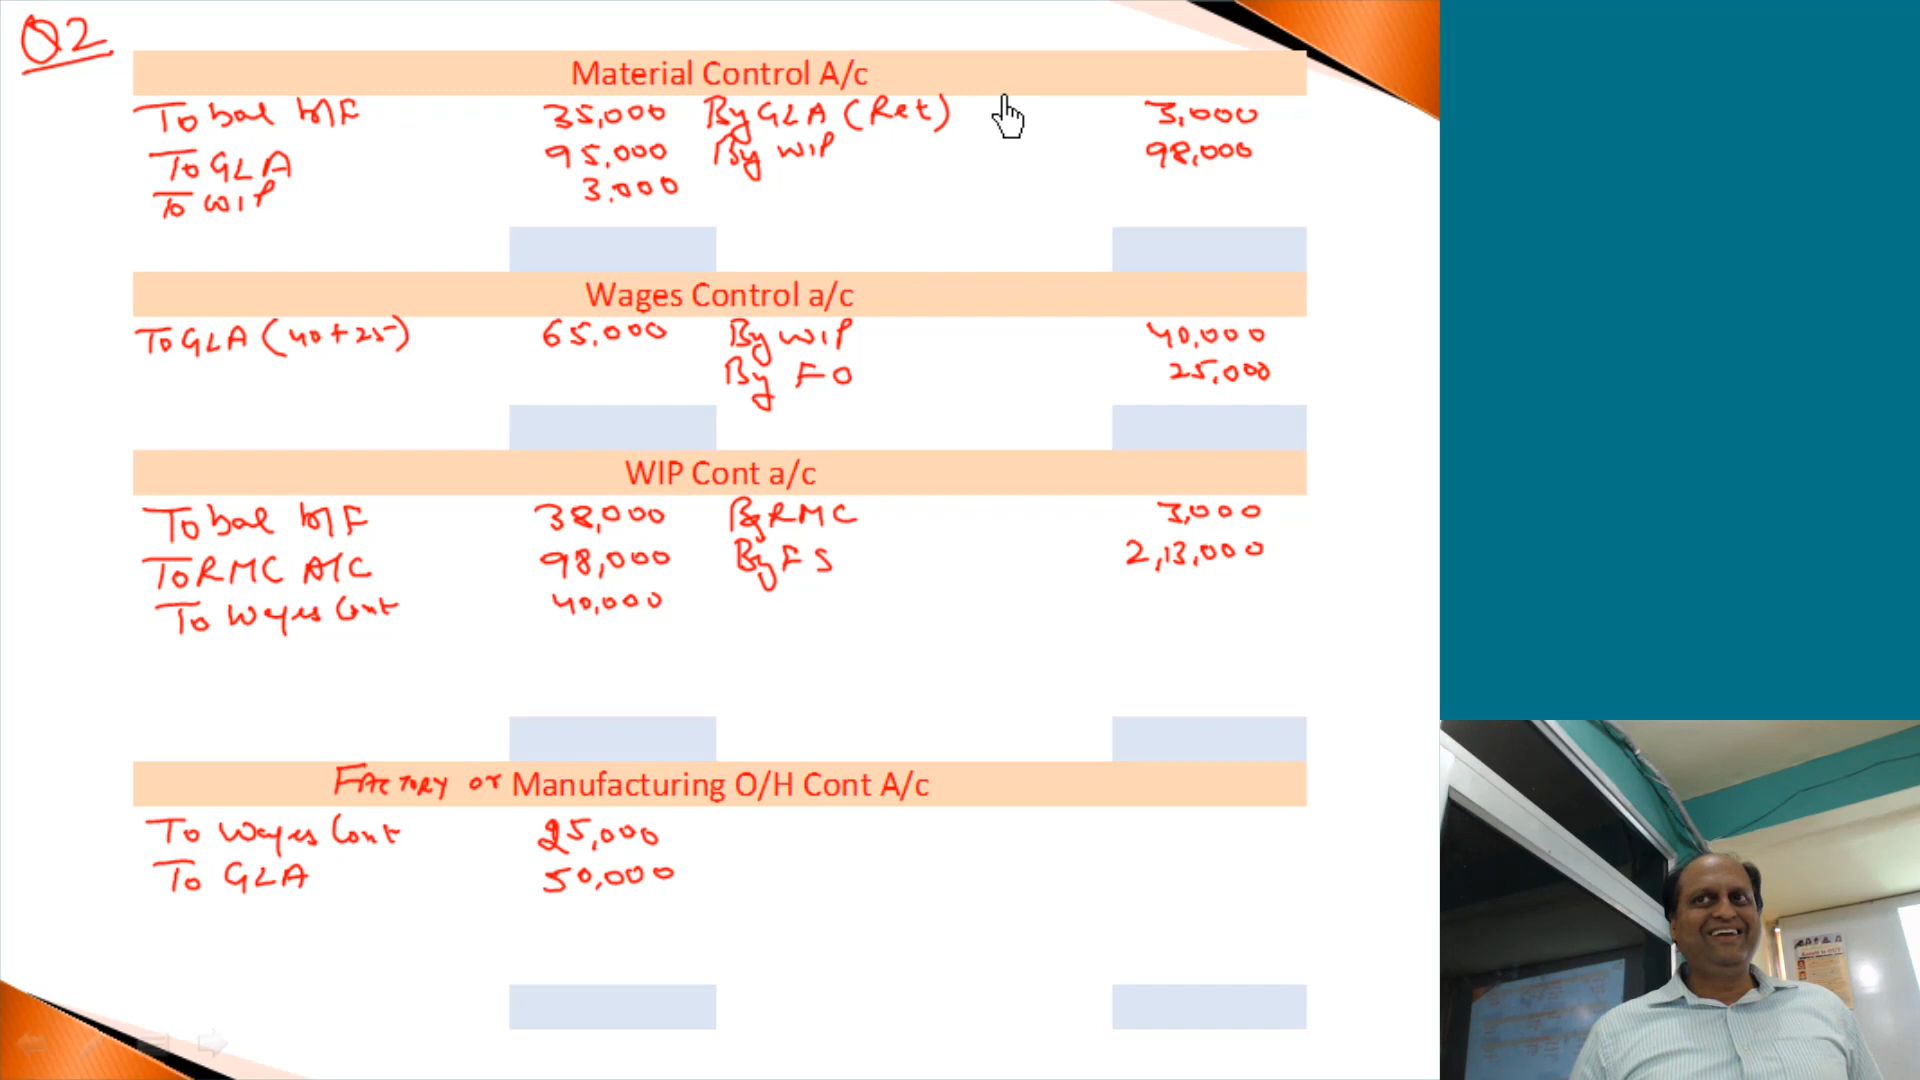 Q2
Material Control A/c
To bal b/F 35,000 By GLA (Ret) 3,000
To GLA 95,000 By WIP 98,000
To WIP 3,000
Wages Control a/c
To GLA (40+25) 65,000 By WIP 40,000
By FO 25,000
WIP Cont a/c
To bal b/F 38,000 By RMC 3,000
To RMC A/C 98,000 By FS 2,13,000
To Wages Cont 40,000
FACTORY or Manufacturing O/H Cont A/c
To Wages Cont 25,000
To GLA 50,000